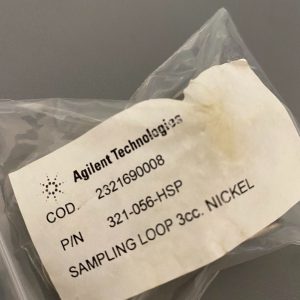 Agilent Technologies
COD. 2321690008
P/N 321-056-HSP
SAMPLING LOOP 3cc. NICKEL